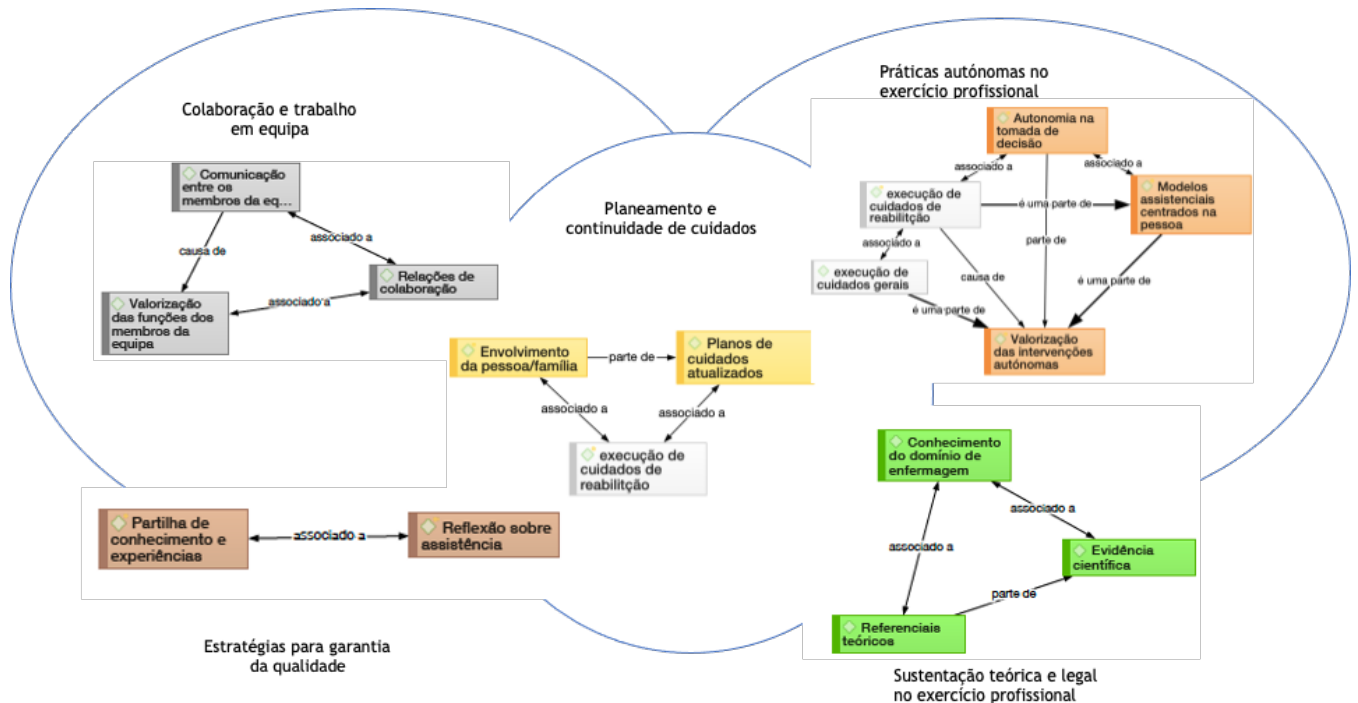 Colaboração e trabalho
em equipa
Comunicação
entre os
membros da eq...
causa de
associado a
Relações de
colaboração
associado a
Valorização
das funções dos
membros da
equipa
Planeamento e
continuidade de cuidados
Envolvimento
da pessoa/família
parte de
Planos de
cuidados
atualizados
associado a
associado a
execução de
cuidados de
reabilitção
Práticas autónomas no
exercício profissional
Autonomia na
tomada de
decisão
associado a
associado a
execução de
cuidados de
reabilitção
é uma parte de
Modelos
assistenciais
centrados na
pessoa
associado a
parte de
execução de
cuidados gerais
causa de
é uma parte de
é uma parte de
Valorização
das intervenções
autónomas
Partilha de
conhecimento e
experiências
associado a
Reflexão sobre
assistência
Estratégias para garantia
da qualidade
Conhecimento
do domínio de
enfermagem
associado a
associado a
Evidência
científica
parte de
Referenciais
teóricos
Sustentação teórica e legal
no exercício profissional